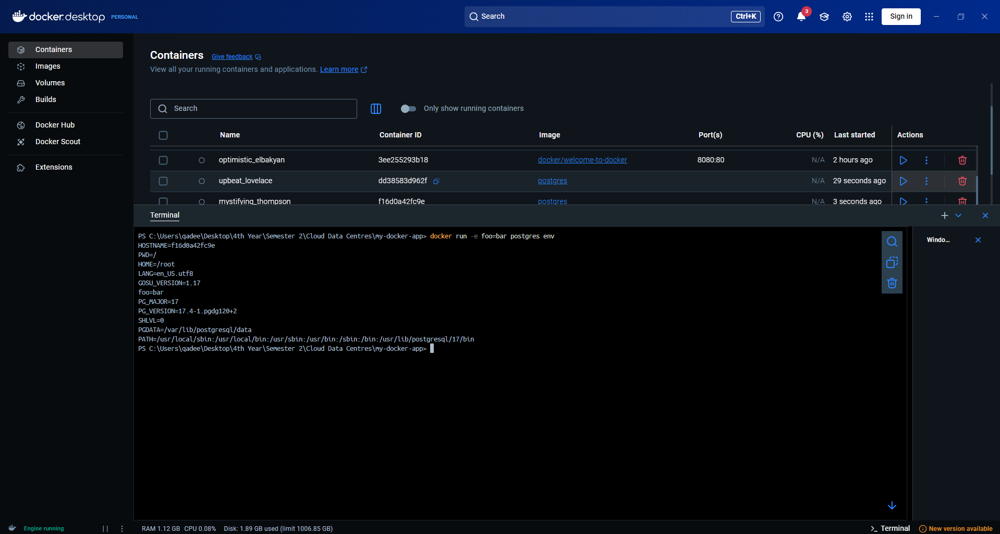 docker.desktop PERSONAL
Search Ctrl+K
3
Sign in
Containers
Images
Volumes
Builds
Docker Hub
Docker Scout
Extensions
Containers Give feedback
View all your running containers and applications. Learn more
Search
Only show running containers
Name Container ID Image Port(s) CPU (%) Last started Actions
optimistic_elbakyan 3ee255293b18 docker/welcome-to-docker 8080:80 N/A 2 hours ago
upbeat_lovelace dd38583d962f postgres N/A 29 seconds ago
mystifying_thompson f16d0a42fc9e postgres N/A 3 seconds ago
Terminal
PS C:\Users\qadee\Desktop\4th Year\Semester 2\Cloud Data Centres\my-docker-app> docker run -e foo=bar postgres env
HOSTNAME=f16d0a42fc9e
PWD=/
HOME=/root
LANG=en_US.utf8
GOSU_VERSION=1.17
foo=bar
PG_MAJOR=17
PG_VERSION=17.4-1.pgdg120+2
SHLVL=0
PGDATA=/var/lib/postgresql/data
PATH=/usr/local/sbin:/usr/local/bin:/usr/sbin:/usr/bin:/sbin:/bin:/usr/lib/postgresql/17/bin
PS C:\Users\qadee\Desktop\4th Year\Semester 2\Cloud Data Centres\my-docker-app>
Windo...
Engine running
RAM 1.12 GB CPU 0.08% Disk: 1.89 GB used (limit 1006.85 GB)
>_ Terminal
New version available